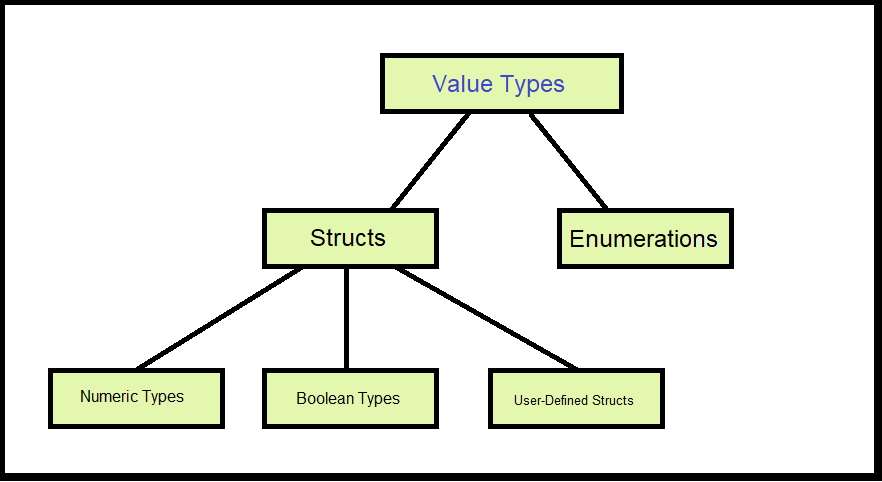 Value Types
Structs
Enumerations
Numeric Types
Boolean Types
User-Defined Structs